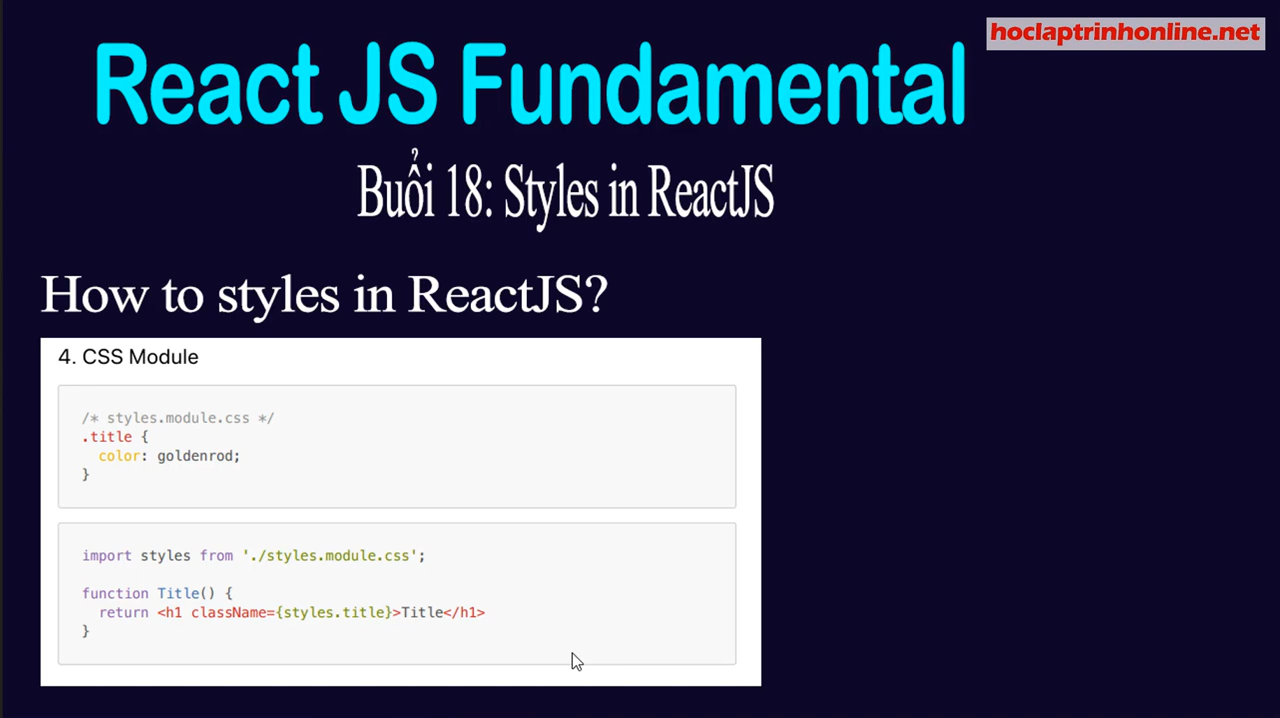 hoclaptrinhonline.net
React JS Fundamental
Buổi 18: Styles in ReactJS
How to styles in ReactJS?
4. CSS Module
/* styles.module.css */
.title {
  color: goldenrod;
}
import styles from './styles.module.css';
function Title() {
  return <h1 className={styles.title}>Title</h1>
}